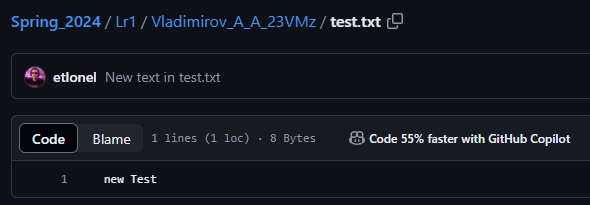 Spring_2024 / Lr1 / Vladimirov_A_A_23VMz / test.txt
etlonel New text in test.txt
Code Blame 1 lines (1 loc) · 8 Bytes Code 55% faster with GitHub Copilot
1 new Test